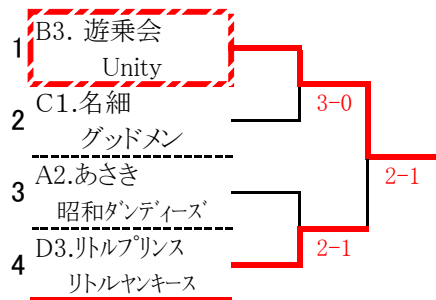 1
B3. 遊乗会
Unity
2
C1.名細
グッドメン
3-0
3
A2.あさき
昭和ダンディーズ
2-1
4
D3.リトルプリンス
リトルヤンキース
2-1